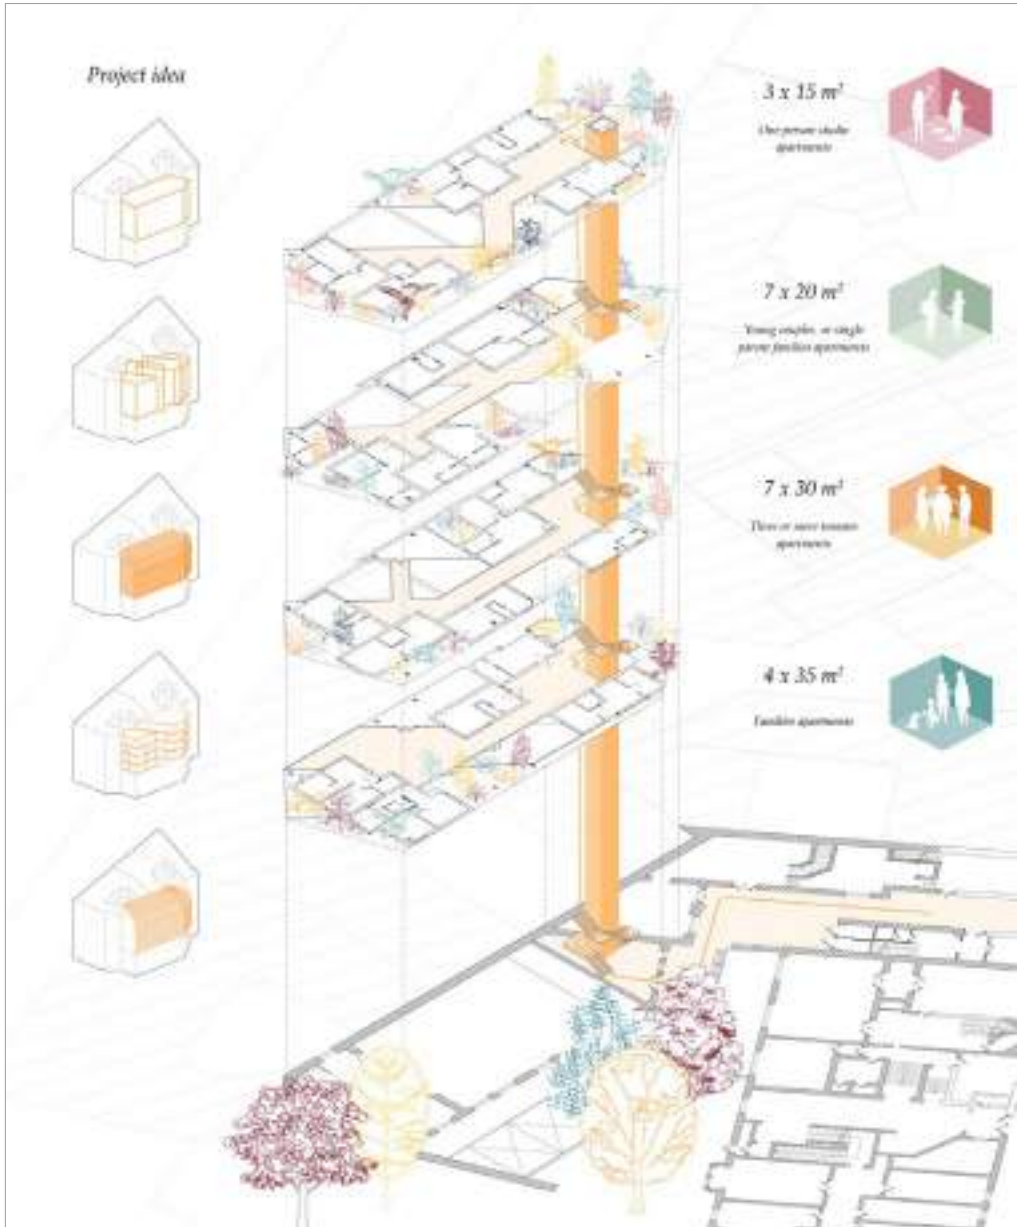 Project idea
3 x 15 m²
One person studio
apartments
7 x 20 m²
Young couples, or single
parent families apartments
7 x 30 m²
Three or more tenants
apartments
4 x 35 m²
Families apartments